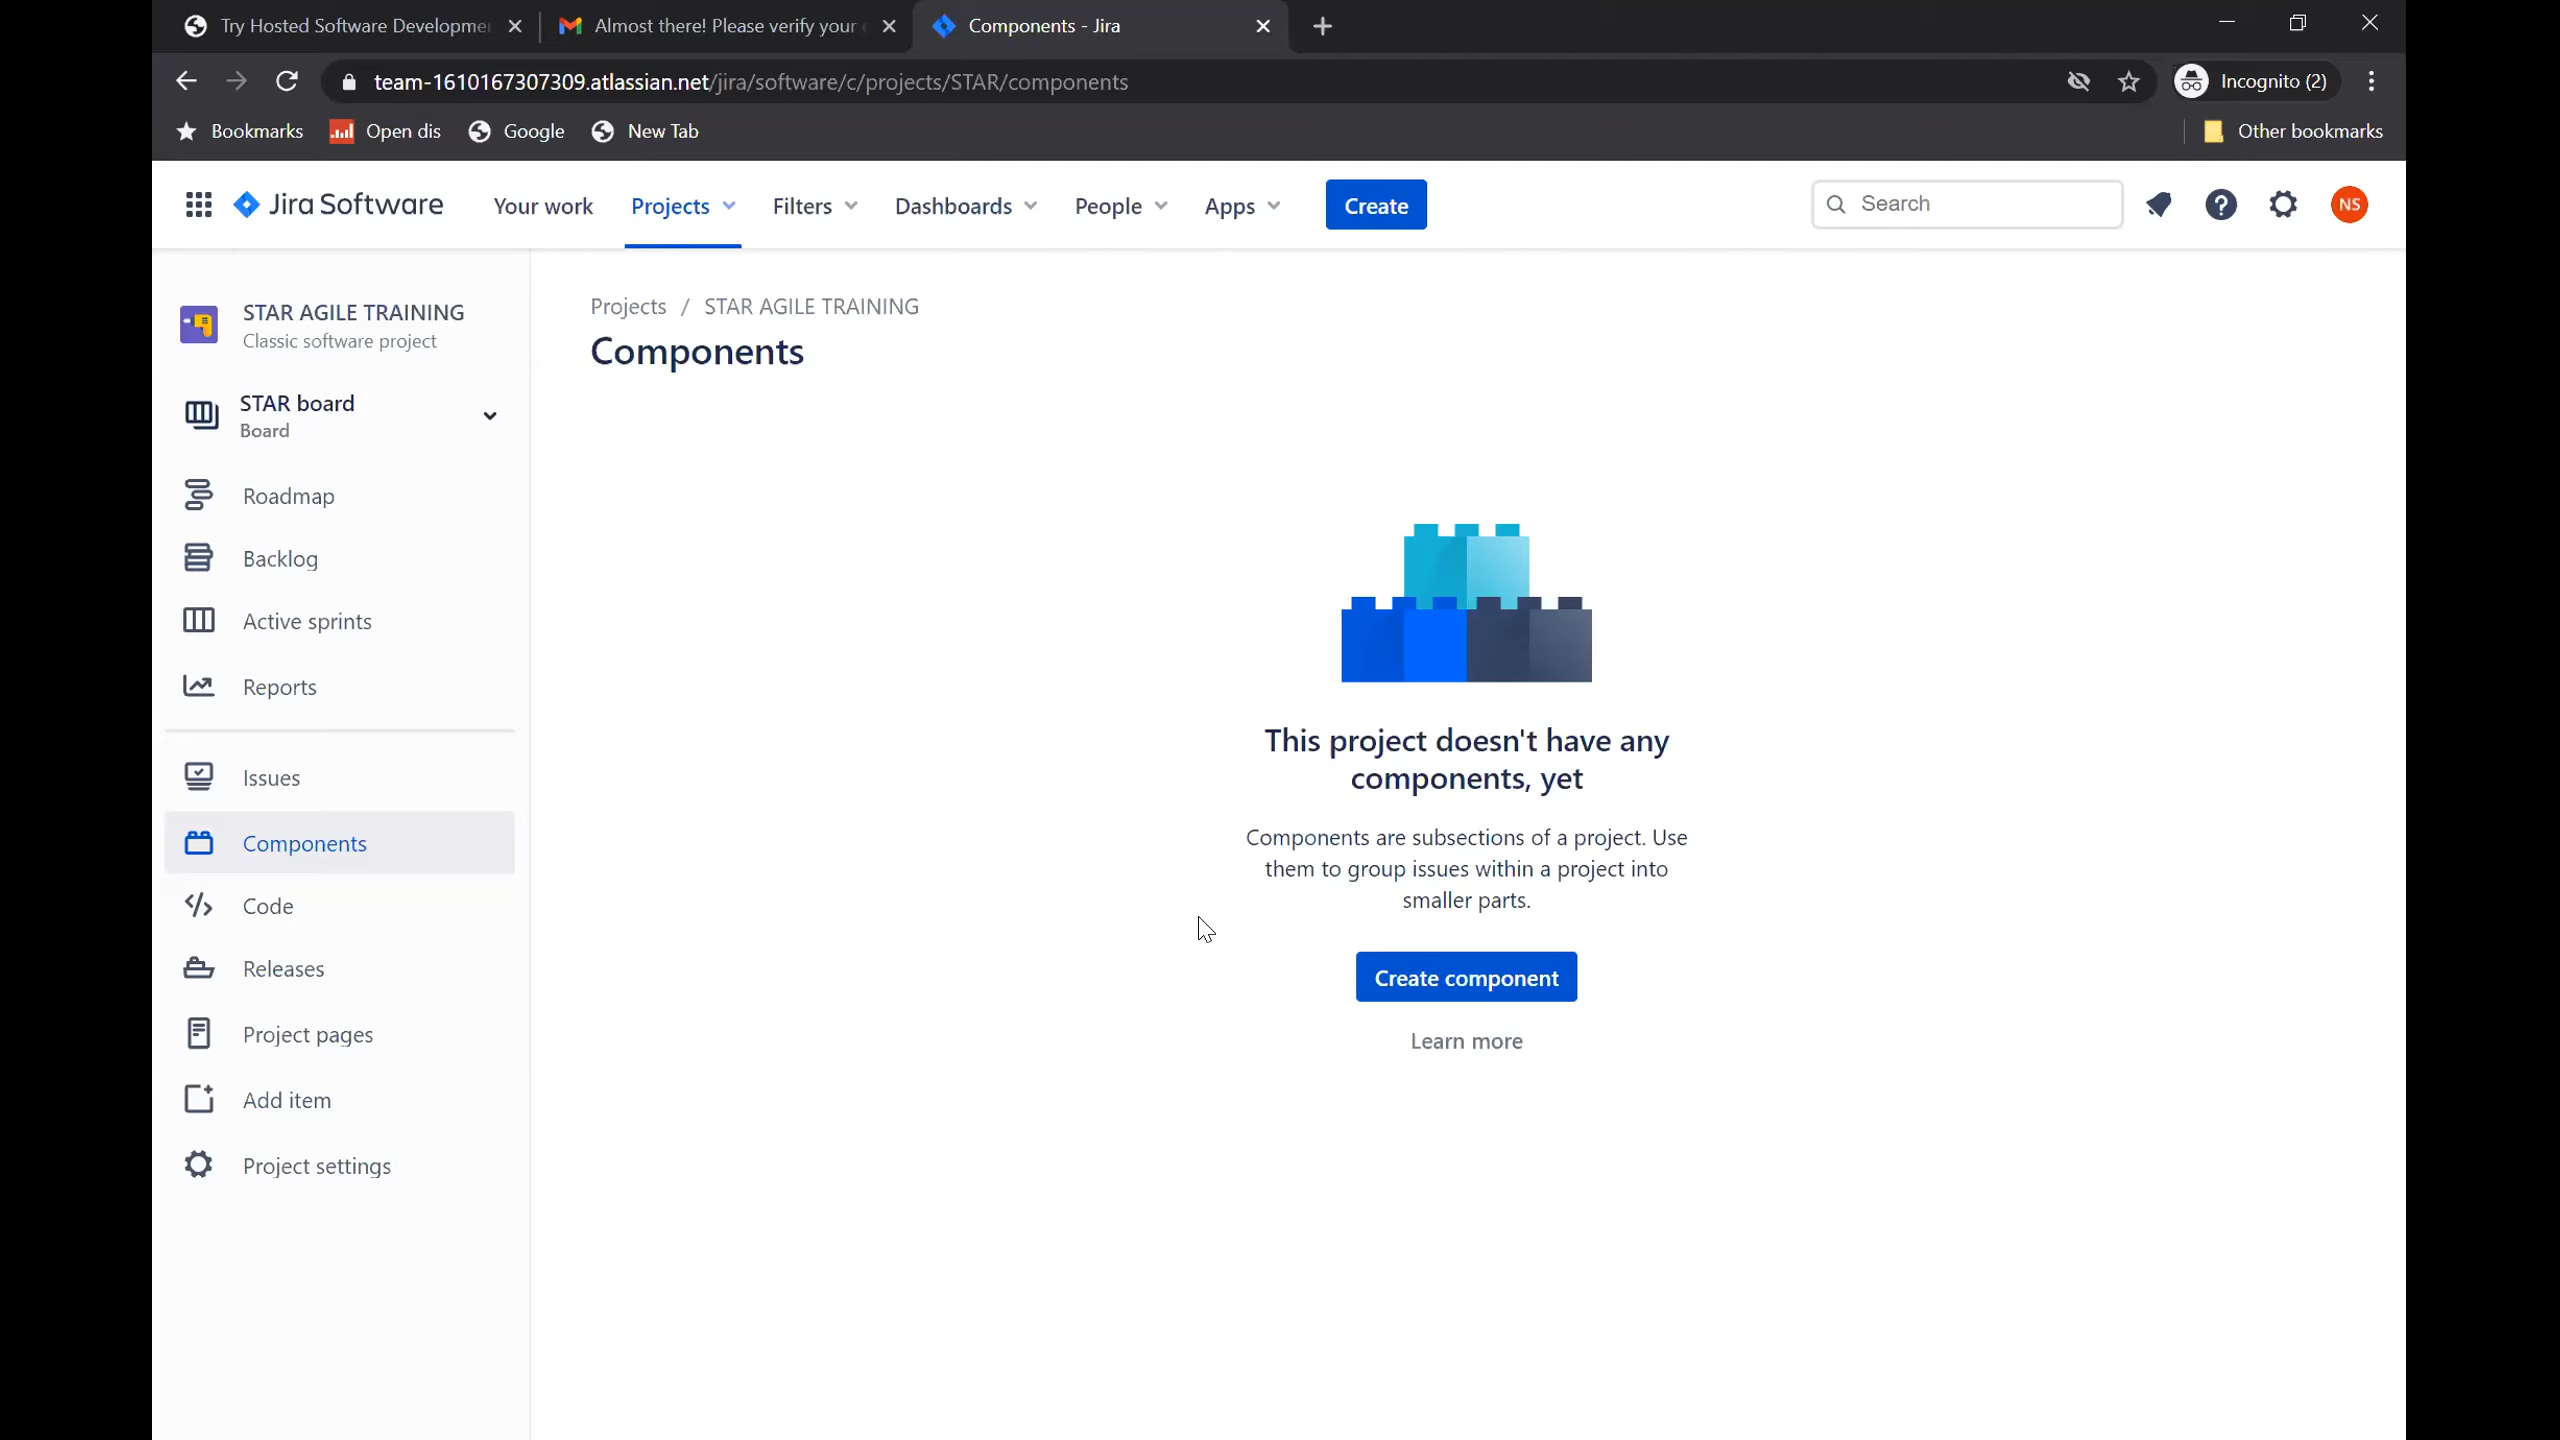 Try Hosted Software Developme
Almost there! Please verify your e
Components - Jira
team-1610167307309.atlassian.net/jira/software/c/projects/STAR/components
Incognito (2)
Bookmarks
Open dis
Google
New Tab
Other bookmarks
Jira Software
Your work
Projects
Filters
Dashboards
People
Apps
Create
Search
NS
STAR AGILE TRAINING
Classic software project
STAR board
Board
Roadmap
Backlog
Active sprints
Reports
Issues
Components
Code
Releases
Project pages
Add item
Project settings
Projects / STAR AGILE TRAINING
Components
This project doesn't have any
components, yet
Components are subsections of a project. Use
them to group issues within a project into
smaller parts.
Create component
Learn more